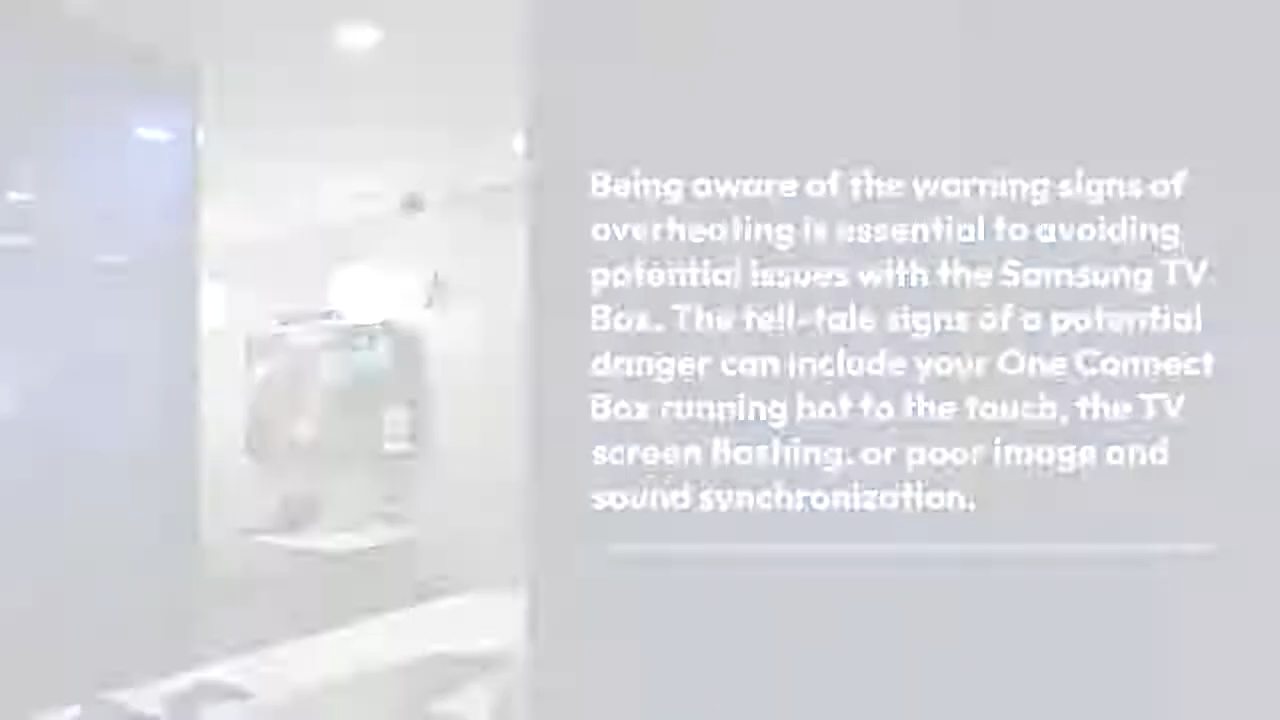 Being aware of the warning signs of
overheating is essential to avoiding
potential issues with the Samsung TV
Box. The tell-tale signs of a potential
danger can include your One Connect
Box running hot to the touch, the TV
screen flashing, or poor image and
sound synchronization.